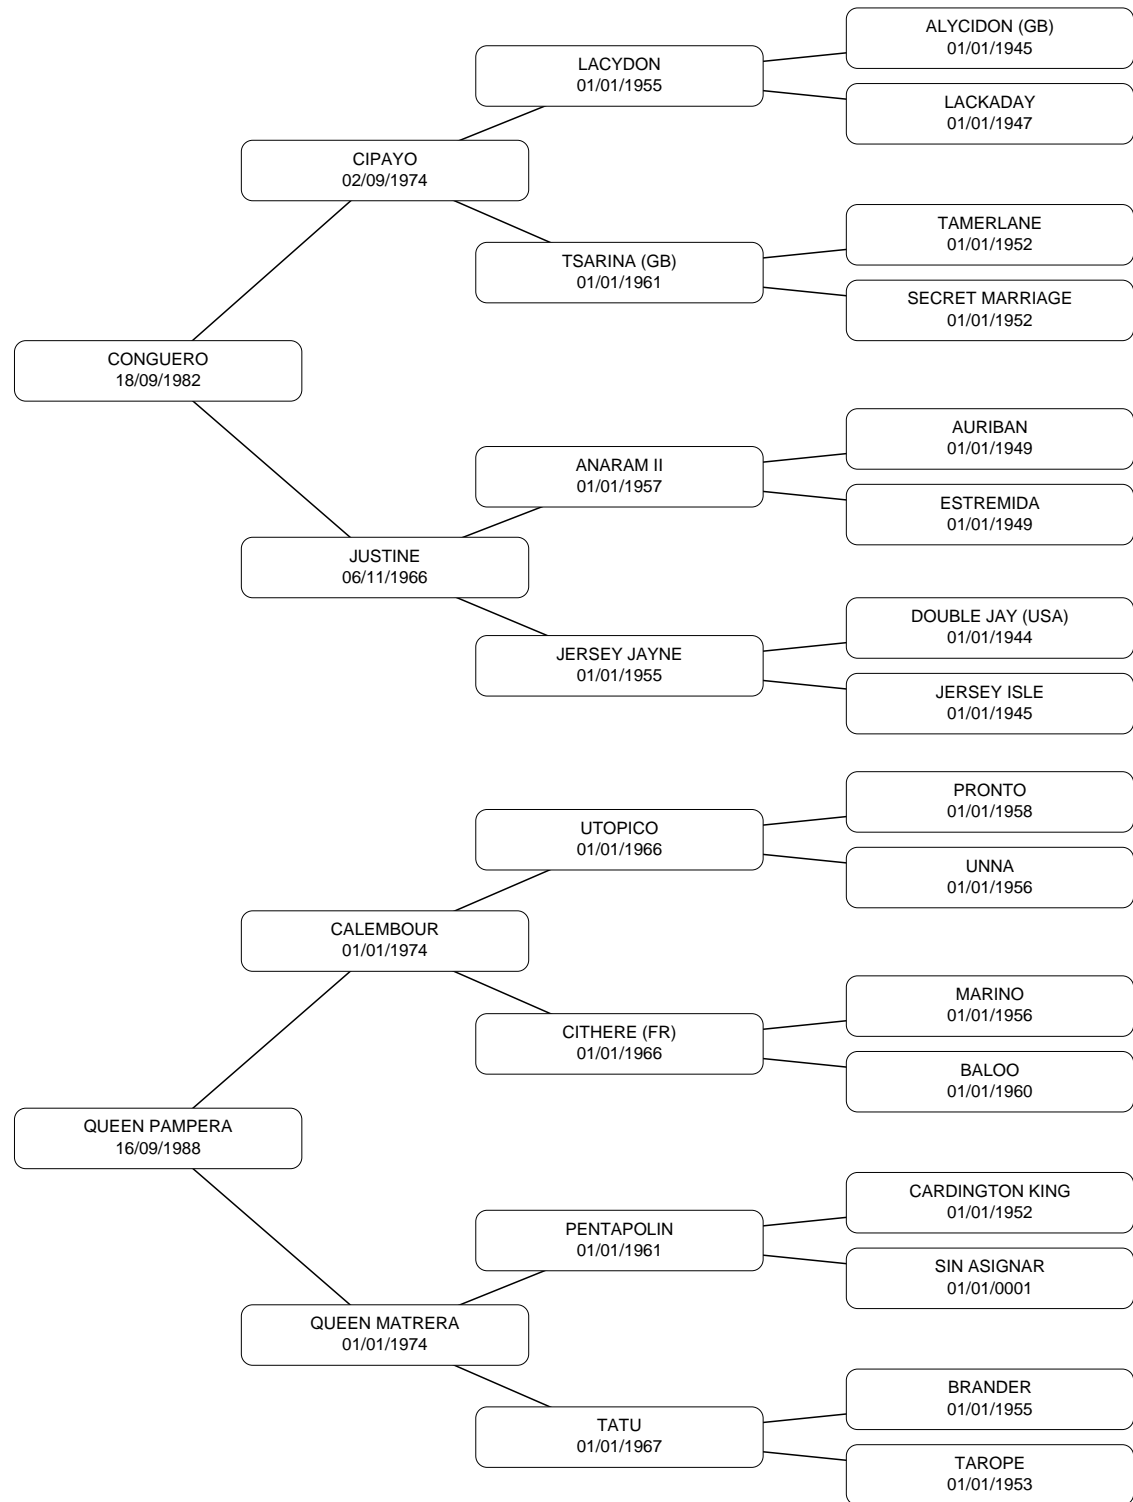 ALYCIDON (GB)
01/01/1945
LACYDON
01/01/1955
LACKADAY
01/01/1947
CIPAYO
02/09/1974
TAMERLANE
01/01/1952
TSARINA (GB)
01/01/1961
SECRET MARRIAGE
01/01/1952
CONGUERO
18/09/1982
AURIBAN
01/01/1949
ANARAM II
01/01/1957
ESTREMIDA
01/01/1949
JUSTINE
06/11/1966
DOUBLE JAY (USA)
01/01/1944
JERSEY JAYNE
01/01/1955
JERSEY ISLE
01/01/1945
PRONTO
01/01/1958
UTOPICO
01/01/1966
UNNA
01/01/1956
CALEMBOUR
01/01/1974
MARINO
01/01/1956
CITHERE (FR)
01/01/1966
BALOO
01/01/1960
QUEEN PAMPERA
16/09/1988
CARDINGTON KING
01/01/1952
PENTAPOLIN
01/01/1961
SIN ASIGNAR
01/01/0001
QUEEN MATRERA
01/01/1974
BRANDER
01/01/1955
TATU
01/01/1967
TAROPE
01/01/1953